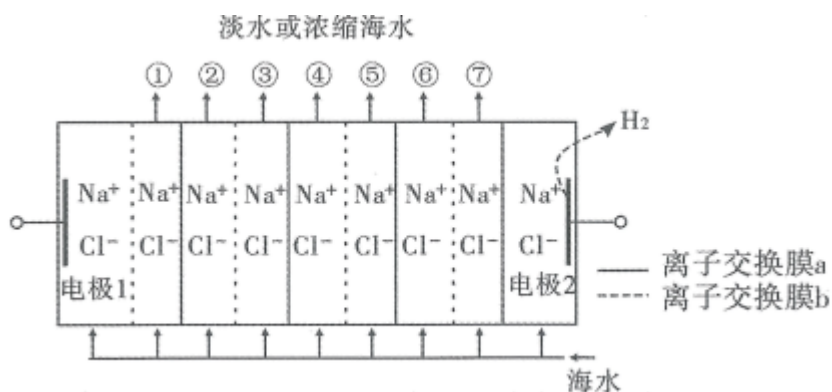 淡水或浓缩海水
① ② ③ ④ ⑤ ⑥ ⑦
H₂
Na⁺ Na⁺ Na⁺ Na⁺ Na⁺ Na⁺ Na⁺ Na⁺ Na⁺
Cl⁻ Cl⁻ Cl⁻ Cl⁻ Cl⁻ Cl⁻ Cl⁻ Cl⁻ Cl⁻
电极1 电极2
离子交换膜a
离子交换膜b
海水